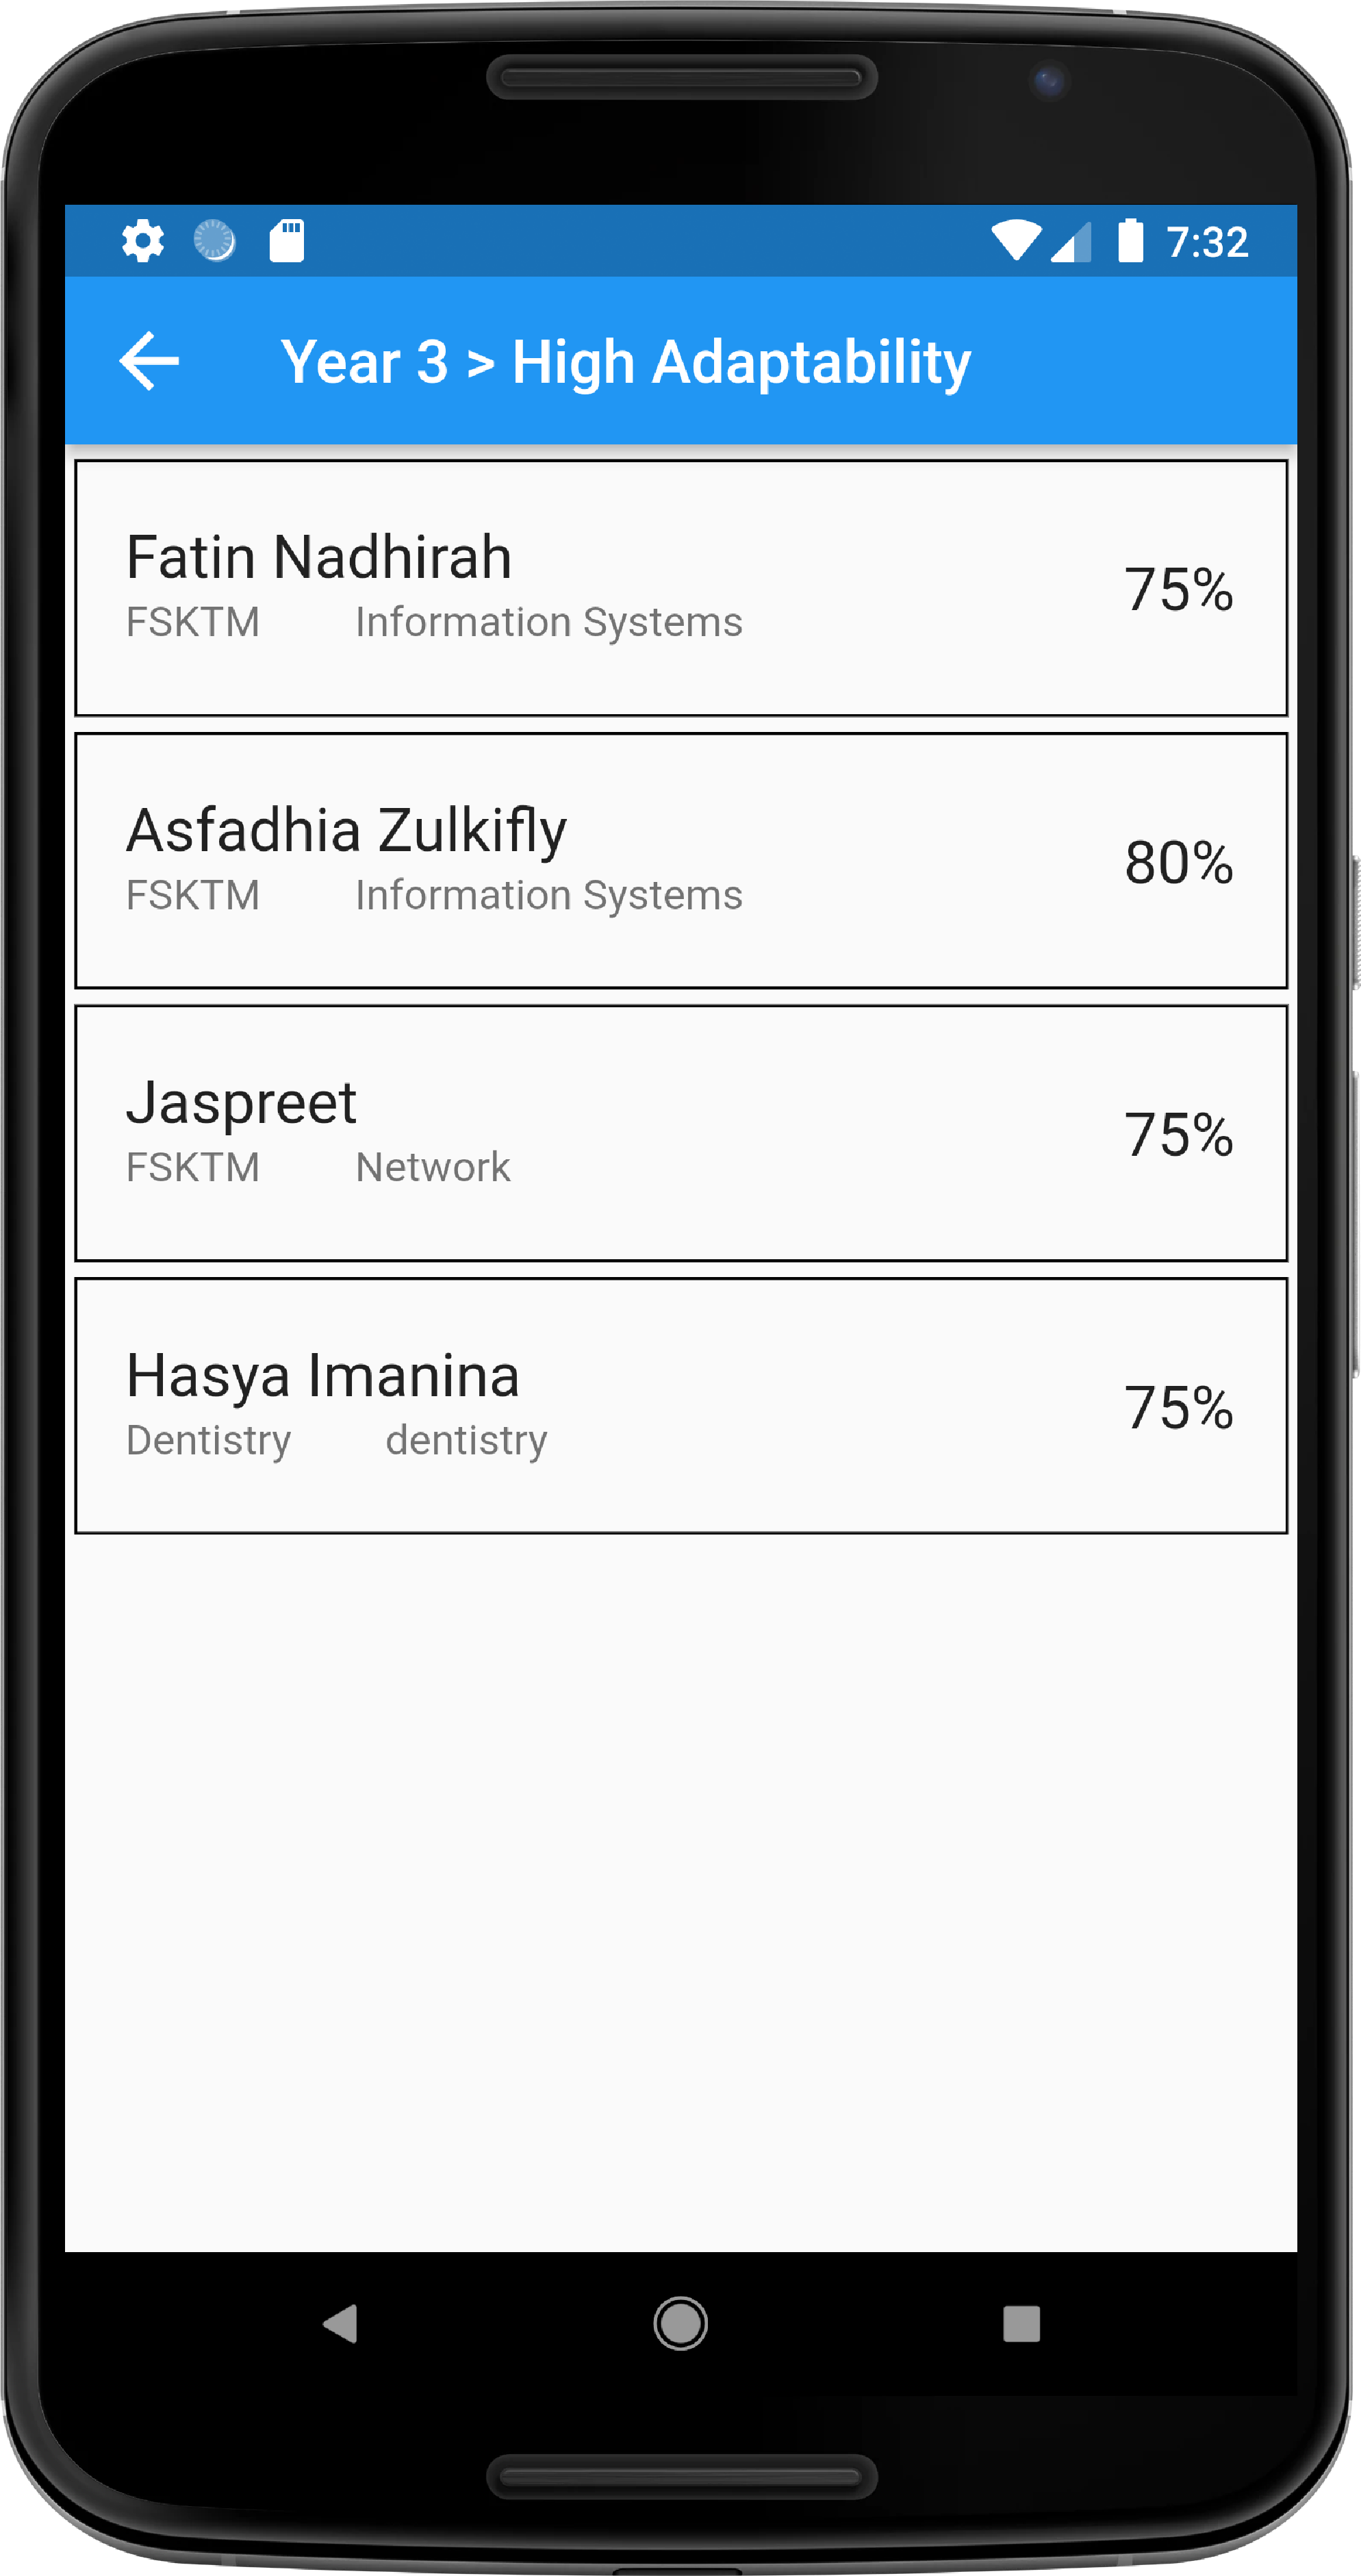 7:32
Year 3 > High Adaptability
Fatin Nadhirah
75%
FSKTM Information Systems
Asfadhia Zulkifly
80%
FSKTM Information Systems
Jaspreet
75%
FSKTM Network
Hasya Imanina
75%
Dentistry dentistry